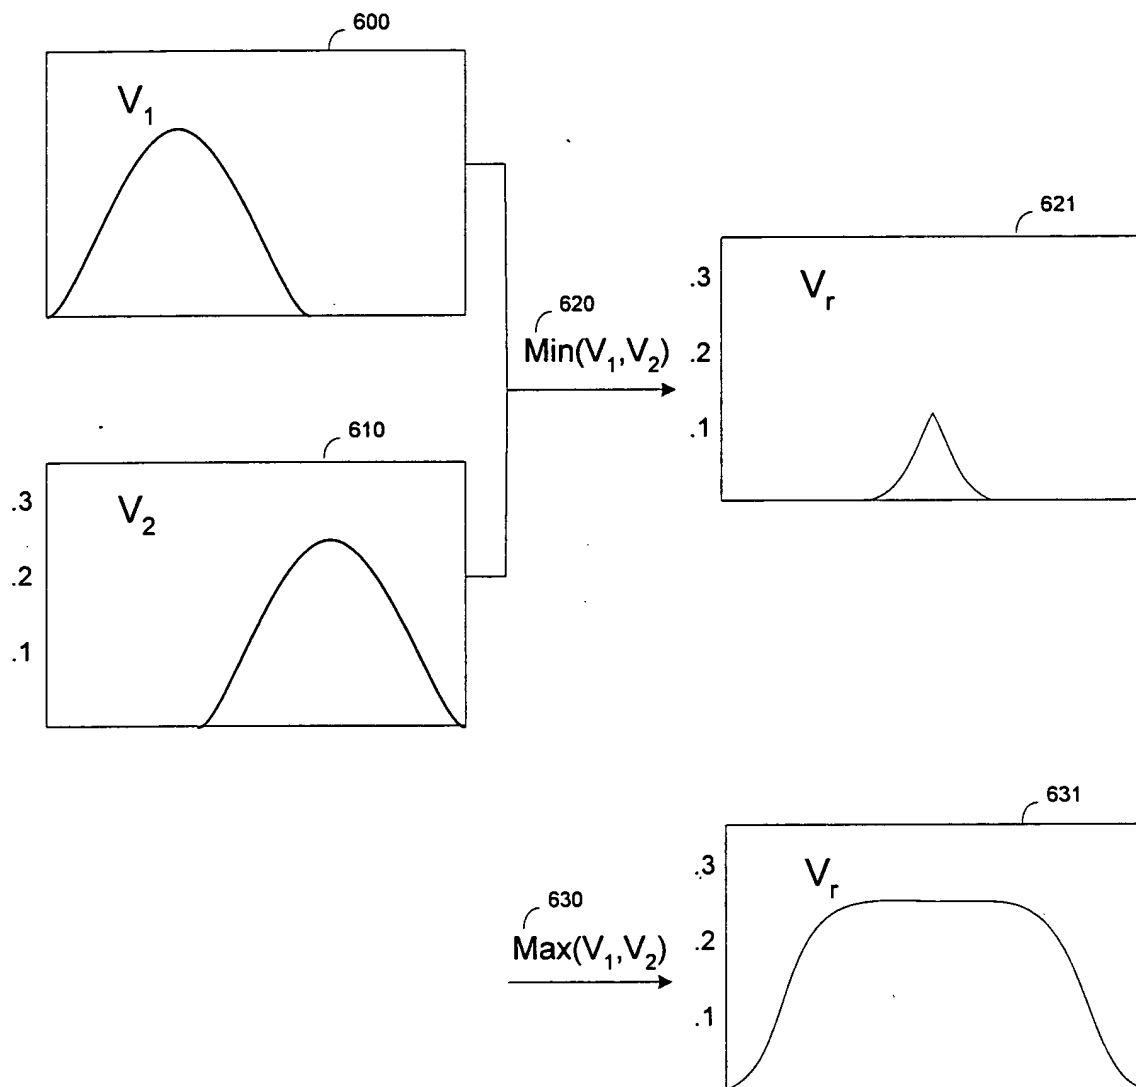 600
V1
621
.3
Vr
.2
.1
620
Min(V1,V2)
610
.3
V2
.2
.1
631
.3
Vr
.2
.1
630
Max(V1,V2)